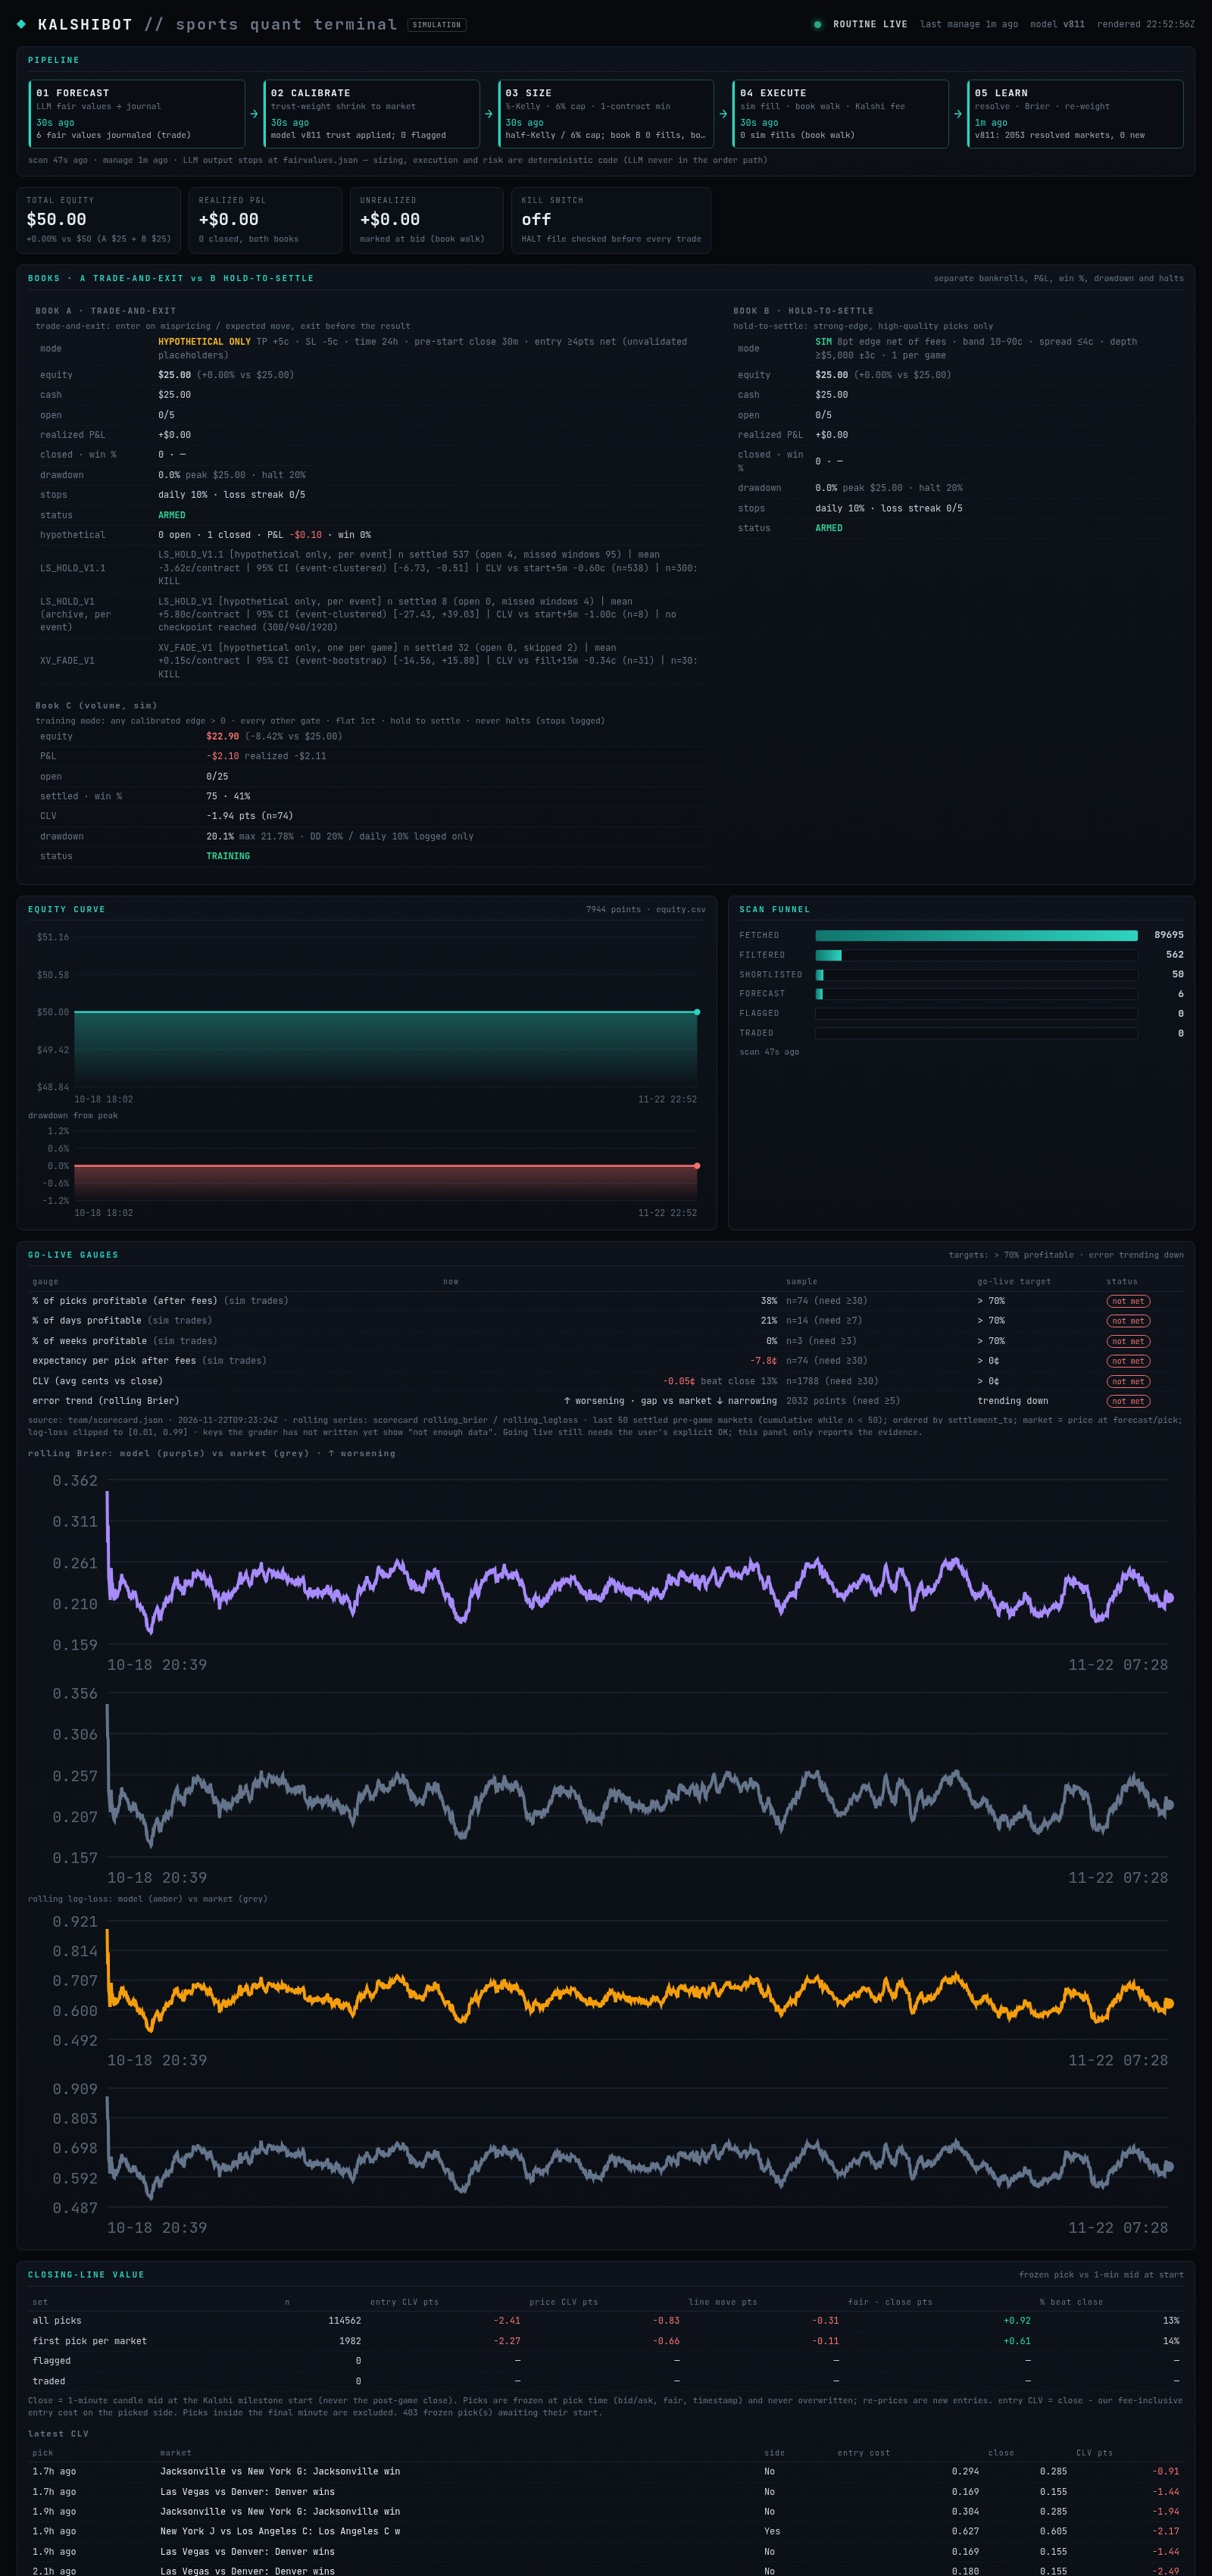 ◆ KALSHIBOT // sports quant terminal SIMULATION
ROUTINE LIVE last manage 1m ago model v811 rendered 22:52:56Z
PIPELINE
01 FORECAST
LLM fair values → journal
30s ago
6 fair values journaled (trade)
→
02 CALIBRATE
trust-weight shrink to market
30s ago
model v811 trust applied; 0 flagged
→
03 SIZE
½-Kelly · 6% cap · 1-contract min
30s ago
half-Kelly / 6% cap; book B 0 fills, bo…
→
04 EXECUTE
sim fill · book walk · Kalshi fee
30s ago
0 sim fills (book walk)
→
05 LEARN
resolve · Brier · re-weight
1m ago
v811: 2053 resolved markets, 0 new
scan 47s ago · manage 1m ago · LLM output stops at fairvalues.json — sizing, execution and risk are deterministic code (LLM never in the order path)
TOTAL EQUITY
$50.00
+0.00% vs $50 (A $25 + B $25)
REALIZED P&L
+$0.00
0 closed, both books
UNREALIZED
+$0.00
marked at bid (book walk)
KILL SWITCH
off
HALT file checked before every trade
BOOKS · A TRADE-AND-EXIT vs B HOLD-TO-SETTLE
separate bankrolls, P&L, win %, drawdown and halts
BOOK A · TRADE-AND-EXIT
trade-and-exit: enter on mispricing / expected move, exit before the result
mode HYPOTHETICAL ONLY TP +5c · SL -5c · time 24h · pre-start close 30m · entry ≥4pts net (unvalidated
placeholders)
equity $25.00 (+0.00% vs $25.00)
cash $25.00
open 0/5
realized P&L +$0.00
closed · win % 0 · —
drawdown 0.0% peak $25.00 · halt 20%
stops daily 10% · loss streak 0/5
status ARMED
hypothetical 0 open · 1 closed · P&L -$0.10 · win 0%
LS_HOLD_V1.1 LS_HOLD_V1.1 [hypothetical only, per event] n settled 537 (open 4, missed windows 95) | mean
-3.62c/contract | 95% CI (event-clustered) [-6.73, -0.51] | CLV vs start+5m -0.60c (n=538) | n=300:
KILL
LS_HOLD_V1 (archive, per event) LS_HOLD_V1 [hypothetical only, per event] n settled 8 (open 0, missed windows 4) | mean
+5.80c/contract | 95% CI (event-clustered) [-27.43, +39.03] | CLV vs start+5m -1.00c (n=8) | no
checkpoint reached (300/940/1920)
XV_FADE_V1 XV_FADE_V1 [hypothetical only, one per game] n settled 32 (open 0, skipped 2) | mean
+0.15c/contract | 95% CI (event-bootstrap) [-14.56, +15.80] | CLV vs fill+15m -0.34c (n=31) | n=30:
KILL
BOOK B · HOLD-TO-SETTLE
hold-to-settle: strong-edge, high-quality picks only
mode SIM 8pt edge net of fees · band 10-90c · spread ≤4c · depth
≥$5,000 ±3c · 1 per game
equity $25.00 (+0.00% vs $25.00)
cash $25.00
open 0/5
realized P&L +$0.00
closed · win % 0 · —
drawdown 0.0% peak $25.00 · halt 20%
stops daily 10% · loss streak 0/5
status ARMED
Book C (volume, sim)
training mode: any calibrated edge > 0 · every other gate · flat 1ct · hold to settle · never halts (stops logged)
equity $22.90 (-8.42% vs $25.00)
P&L -$2.10 realized -$2.11
open 0/25
settled · win % 75 · 41%
CLV -1.94 pts (n=74)
drawdown 20.1% max 21.78% · DD 20% / daily 10% logged only
status TRAINING
EQUITY CURVE
7944 points · equity.csv
$51.16
$50.58
$50.00
$49.42
$48.84
10-18 18:02 11-22 22:52
drawdown from peak
1.2%
0.6%
0.0%
-0.6%
-1.2%
10-18 18:02 11-22 22:52
SCAN FUNNEL
FETCHED 89695
FILTERED 562
SHORTLISTED 50
FORECAST 6
FLAGGED 0
TRADED 0
scan 47s ago
GO-LIVE GAUGES
targets: > 70% profitable · error trending down
gauge now sample go-live target status
% of picks profitable (after fees) (sim trades) 38% n=74 (need ≥30) > 70% not met
% of days profitable (sim trades) 21% n=14 (need ≥7) > 70% not met
% of weeks profitable (sim trades) 0% n=3 (need ≥3) > 70% not met
expectancy per pick after fees (sim trades) -7.8¢ n=74 (need ≥30) > 0¢ not met
CLV (avg cents vs close) -0.05¢ beat close 13% n=1788 (need ≥30) > 0¢ not met
error trend (rolling Brier) ↑ worsening · gap vs market ↓ narrowing 2032 points (need ≥5) trending down not met
source: team/scorecard.json · 2026-11-22T09:23:24Z · rolling series: scorecard rolling_brier / rolling_logloss · last 50 settled pre-game markets (cumulative while n < 50); ordered by settlement_ts; market = price at forecast/pick;
log-loss clipped to [0.01, 0.99] · keys the grader has not written yet show "not enough data". Going live still needs the user's explicit OK; this panel only reports the evidence.
rolling Brier: model (purple) vs market (grey) · ↑ worsening
0.362
0.311
0.261
0.210
0.159
10-18 20:39 11-22 07:28
0.356
0.306
0.257
0.207
0.157
10-18 20:39 11-22 07:28
rolling log-loss: model (amber) vs market (grey)
0.921
0.814
0.707
0.600
0.492
10-18 20:39 11-22 07:28
0.909
0.803
0.698
0.592
0.487
10-18 20:39 11-22 07:28
CLOSING-LINE VALUE
frozen pick vs 1-min mid at start
set n entry CLV pts price CLV pts line move pts fair - close pts % beat close
all picks 114562 -2.41 -0.83 -0.31 +0.92 13%
first pick per market 1982 -2.27 -0.66 -0.11 +0.61 14%
flagged 0 — — — — —
traded 0 — — — — —
Close = 1-minute candle mid at the Kalshi milestone start (never the post-game close). Picks are frozen at pick time (bid/ask, fair, timestamp) and never overwritten; re-prices are new entries. entry CLV = close - our fee-inclusive
entry cost on the picked side. Picks inside the final minute are excluded. 403 frozen pick(s) awaiting their start.
latest CLV
pick market side entry cost close CLV pts
1.7h ago Jacksonville vs New York G: Jacksonville win No 0.294 0.285 -0.91
1.7h ago Las Vegas vs Denver: Denver wins No 0.169 0.155 -1.44
1.9h ago Jacksonville vs New York G: Jacksonville win No 0.304 0.285 -1.94
1.9h ago New York J vs Los Angeles C: Los Angeles C w Yes 0.627 0.605 -2.17
1.9h ago Las Vegas vs Denver: Denver wins No 0.169 0.155 -1.44
2.1h ago Las Vegas vs Denver: Denver wins No 0.180 0.155 -2.49